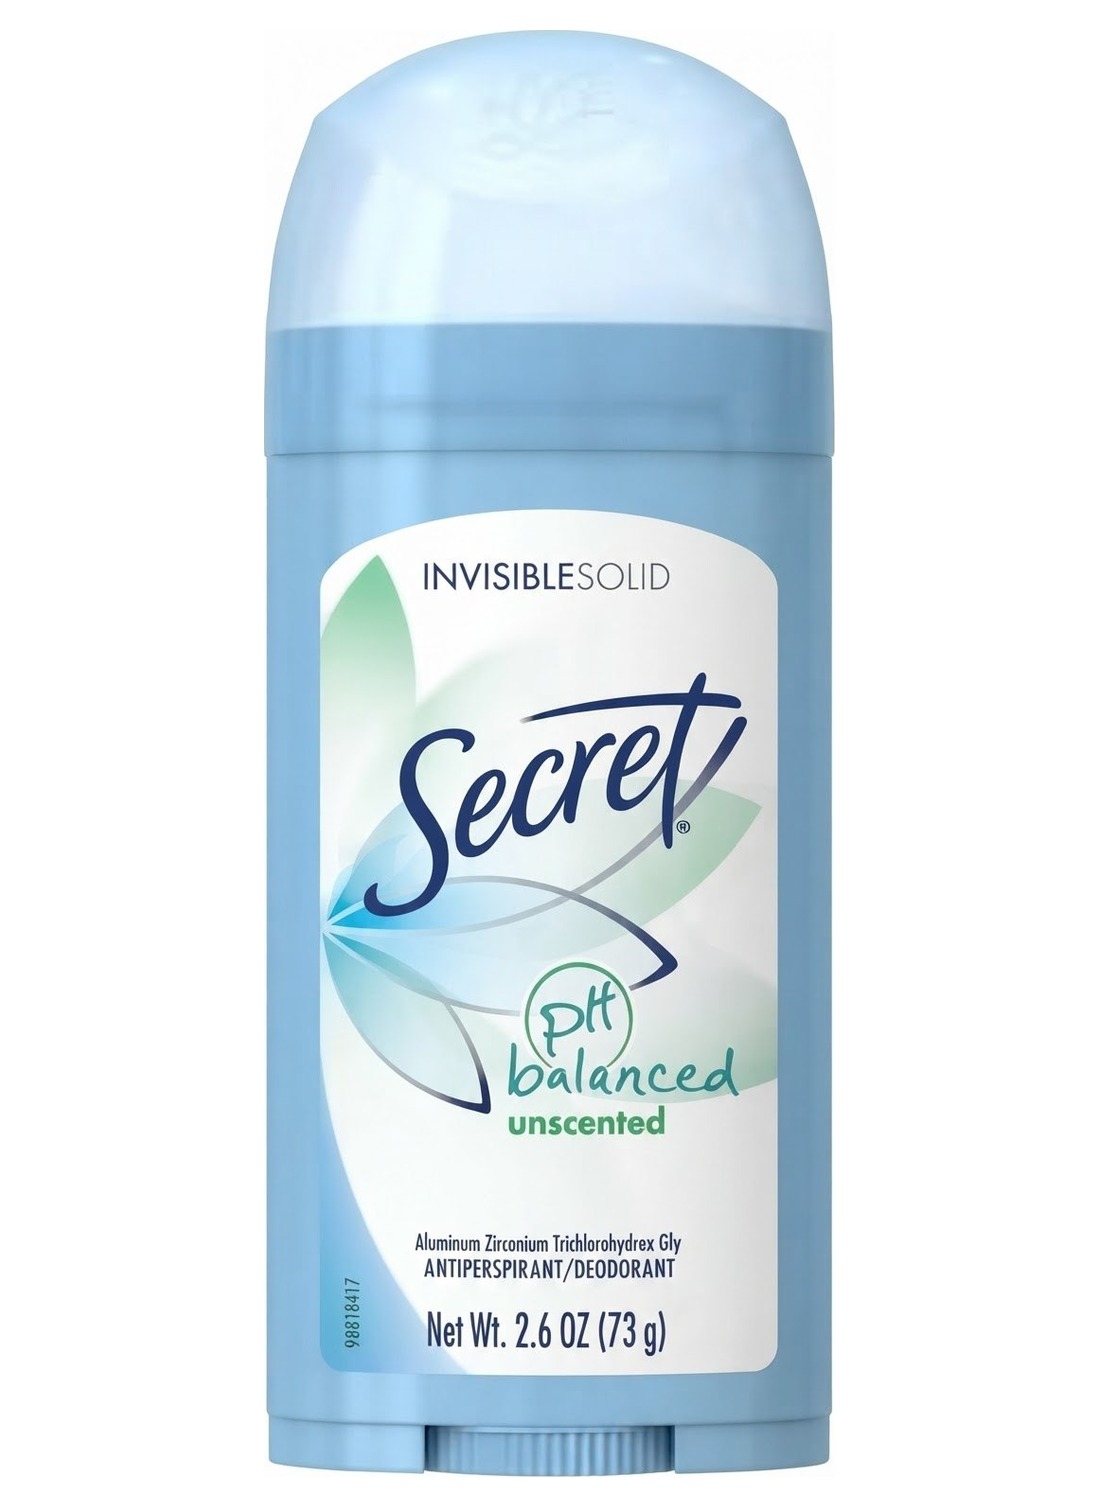 INVISIBLESOLID
Secret®
pH
balanced
unscented
Aluminum Zirconium Trichlorohydrex Gly
ANTIPERSPIRANT/DEODORANT
98818417
Net Wt. 2.6 OZ (73 g)